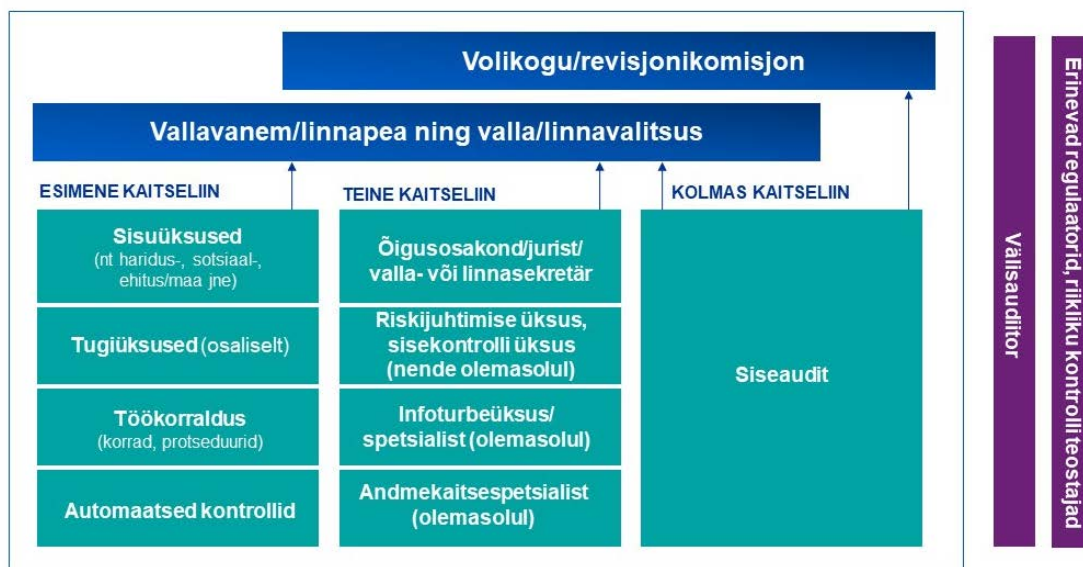 Volikogu/revisjonikomisjon
Vallavanem/linnapea ning valla/linnavalitsus
ESIMENE KAITSELIIN
Sisuüksused
(nt haridus-, sotsiaal-,
ehitus/maa jne)
Tugiüksused (osaliselt)
Töökorraldus
(korrad, protseduurid)
Automaatsed kontrollid
TEINE KAITSELIIN
Õigusosakond/jurist/
valla- või linnasekretär
Riskijuhtimise üksus,
sisekontrolli üksus
(nende olemasolul)
Infoturbeüksus/
spetsialist (olemasolul)
Andmekaitsespetsialist
(olemasolul)
KOLMAS KAITSELIIN
Siseaudit
Välisaudiitor
Erinevad regulaatorid, riikliku kontrolli teostajad